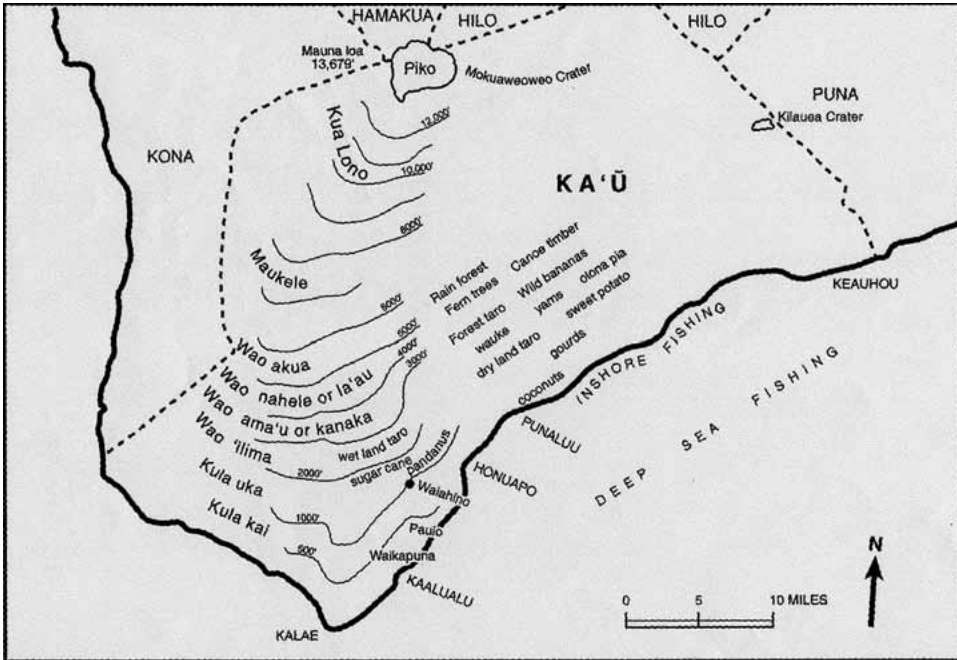 HAMAKUA
HILO
HILO
Mauna loa
13,679'
Piko
Mokuaweoweo Crater
PUNA
Kilauea Crater
KONA
Kua Lono
12,000'
10,000'
KA‘Ū
8000'
Maukele
Rain forest
Canoe timber
Fern trees
Wild bananas
Forest taro
yams
olona pia
wauke
sweet potato
dry land taro
gourds
coconuts
KEAUHOU
INSHORE FISHING
DEEP SEA FISHING
6000'
5000'
4000'
3000'
Wao akua
Wao nahele or la'au
Wao ama'u or kanaka
Wao 'ilima
wet land taro
sugar cane
Pandanus
2000'
PUNALUU
HONUAPO
Waiahino
Kula uka
1000'
Kula kai
500'
Pauio
Waikapuna
KAALUALU
KALAE
N
0 5 10 MILES